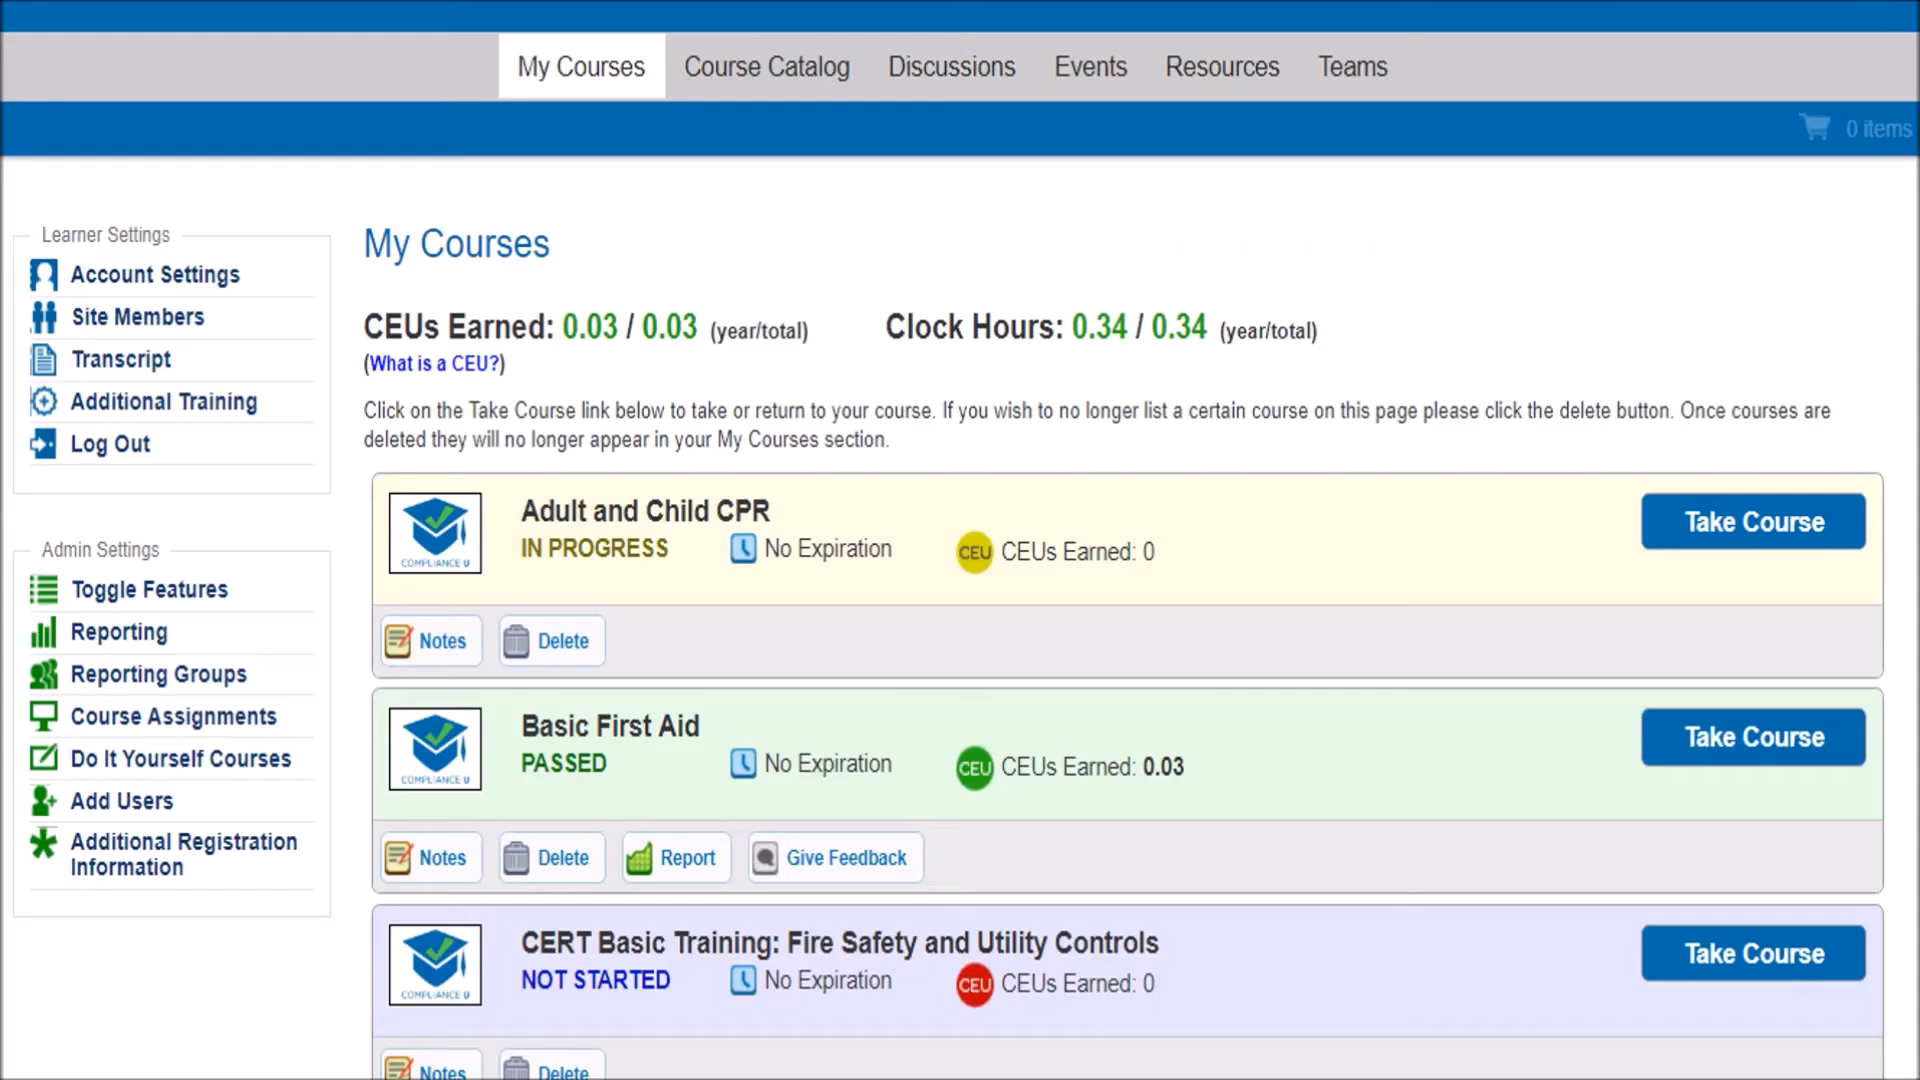 My Courses Course Catalog Discussions Events Resources Teams
0 items
Learner Settings
Account Settings
Site Members
Transcript
Additional Training
Log Out
Admin Settings
Toggle Features
Reporting
Reporting Groups
Course Assignments
Do It Yourself Courses
Add Users
Additional Registration
Information
My Courses
CEUs Earned: 0.03 / 0.03 (year/total) Clock Hours: 0.34 / 0.34 (year/total)
(What is a CEU?)
Click on the Take Course link below to take or return to your course. If you wish to no longer list a certain course on this page please click the delete button. Once courses are
deleted they will no longer appear in your My Courses section.
COMPLIANCE U
Adult and Child CPR
IN PROGRESS No Expiration CEU CEUs Earned: 0
Take Course
Notes Delete
COMPLIANCE U
Basic First Aid
PASSED No Expiration CEU CEUs Earned: 0.03
Take Course
Notes Delete Report Give Feedback
COMPLIANCE U
CERT Basic Training: Fire Safety and Utility Controls
NOT STARTED No Expiration CEU CEUs Earned: 0
Take Course
Notes Delete